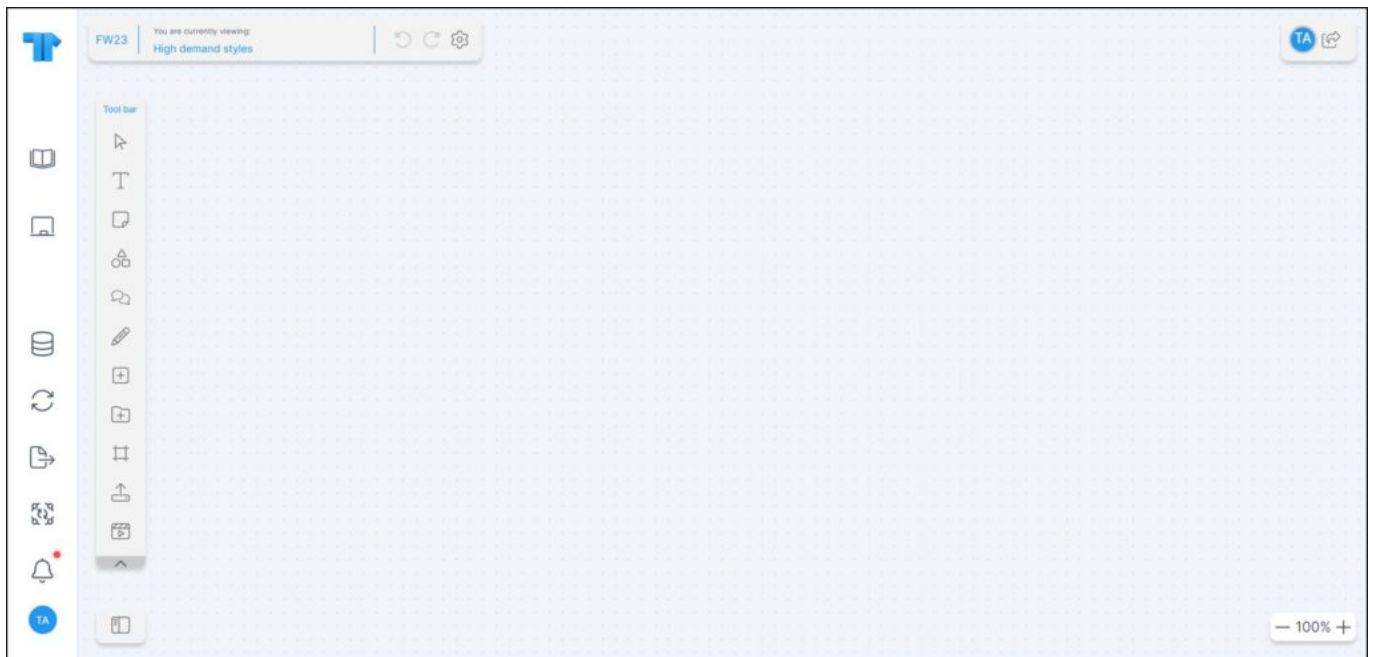 FW23
You are currently viewing:
High demand styles
TA
Tool bar
TA
100%